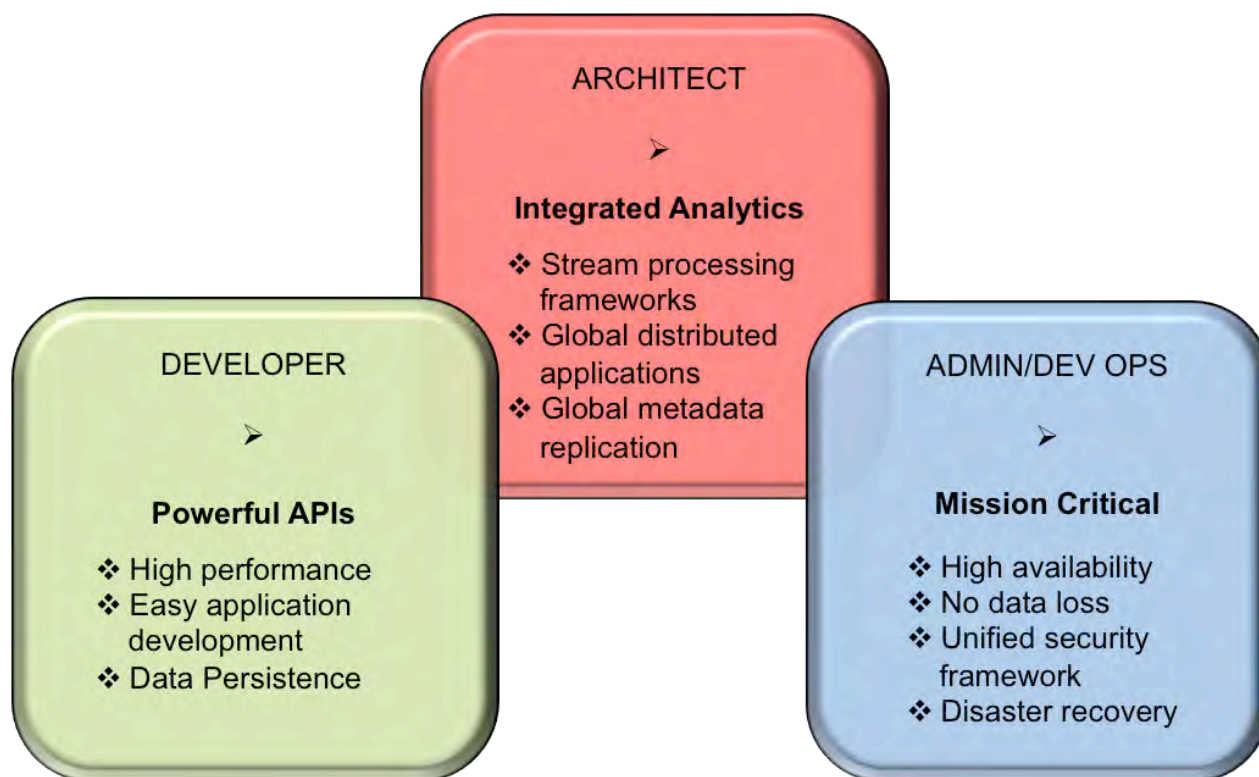 ARCHITECT
➢
Integrated Analytics
❖ Stream processing
frameworks
❖ Global distributed
applications
❖ Global metadada
replication
DEVELOPER
➢
Powerful APIs
❖ High performance
❖ Easy application
development
❖ Data Persistence
ADMIN/DEV OPS
➢
Mission Critical
❖ High availability
❖ No data loss
❖ Unified security
framework
❖ Disaster recovery